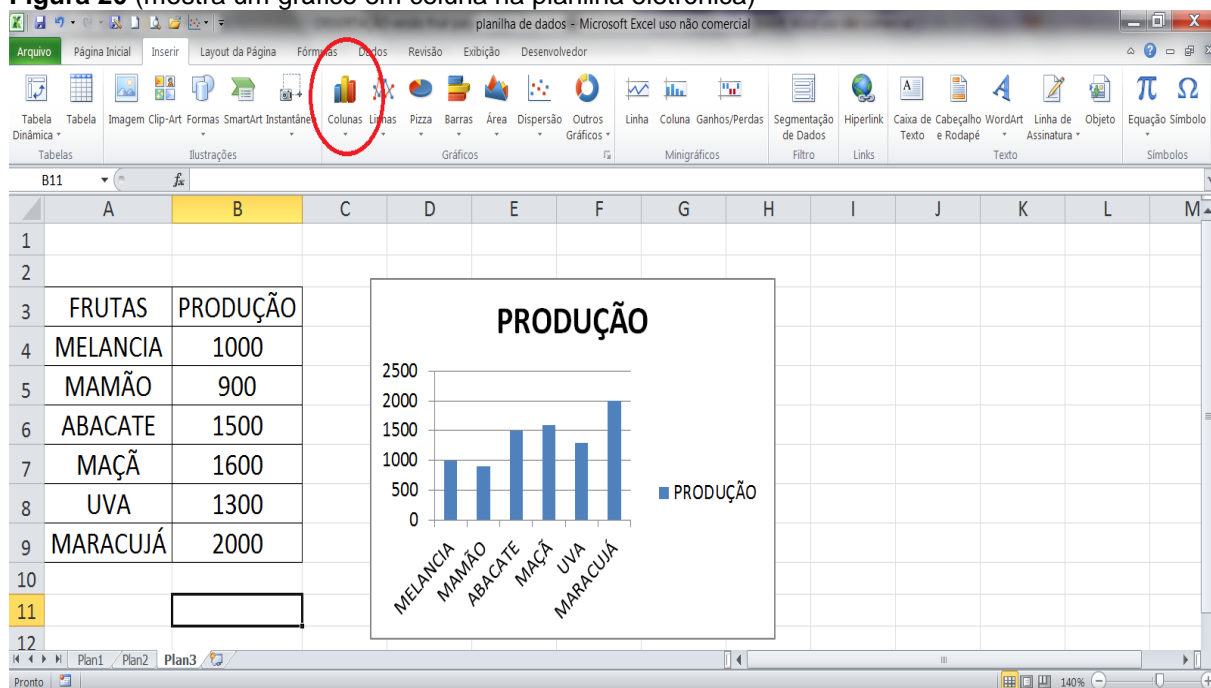 Figura 20 (mostra um gráfico em coluna na planilha eletrônica)
planilha de dados - Microsoft Excel uso não comercial
Arquivo Página Inicial Inserir Layout da Página Fórmulas Dados Revisão Exibição Desenvolvedor
Tabela Dinâmica
Tabela
Imagem
Clip-Art
Formas
SmartArt
Instantâneo
Colunas
Linhas
Pizza
Barras
Área
Dispersão
Outros Gráficos
Linha
Coluna
Ganhos/Perdas
Segmentação de Dados
Hiperlink
Caixa de Texto
Cabeçalho e Rodapé
WordArt
Linha de Assinatura
Objeto
Equação
Símbolo
Tabelas Ilustrações Gráficos Minigráficos Filtro Links Texto Símbolos
B11 fx
A B C D E F G H I J K L M
1
2
3 FRUTAS PRODUÇÃO
4 MELANCIA 1000
5 MAMÃO 900
6 ABACATE 1500
7 MAÇÃ 1600
8 UVA 1300
9 MARACUJÁ 2000
10
11
12
PRODUÇÃO
2500
2000
1500
1000
500
0
MELANCIA
MAMÃO
ABACATE
MAÇÃ
UVA
MARACUJÁ
PRODUÇÃO
Plan1 Plan2 Plan3
Pronto 140%